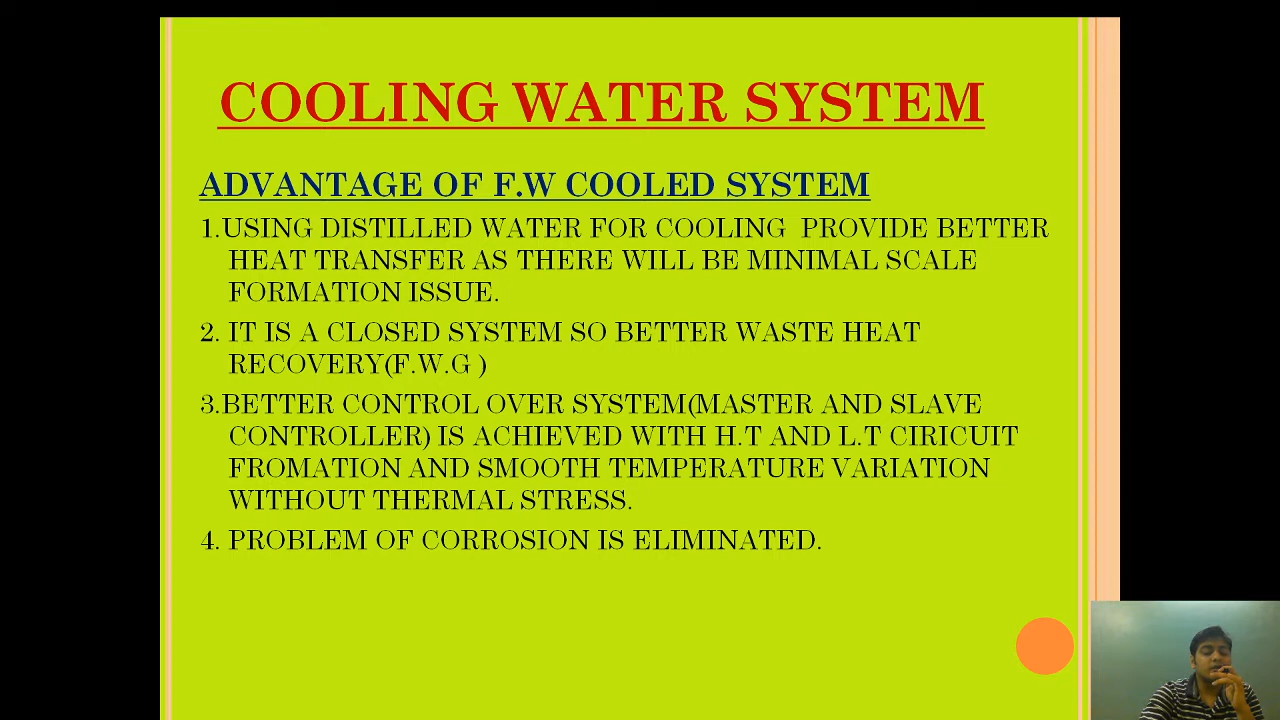 COOLING WATER SYSTEM
ADVANTAGE OF F.W COOLED SYSTEM
1.USING DISTILLED WATER FOR COOLING PROVIDE BETTER
HEAT TRANSFER AS THERE WILL BE MINIMAL SCALE
FORMATION ISSUE.
2. IT IS A CLOSED SYSTEM SO BETTER WASTE HEAT
RECOVERY(F.W.G )
3.BETTER CONTROL OVER SYSTEM(MASTER AND SLAVE
CONTROLLER) IS ACHIEVED WITH H.T AND L.T CIRICUIT
FROMATION AND SMOOTH TEMPERATURE VARIATION
WITHOUT THERMAL STRESS.
4. PROBLEM OF CORROSION IS ELIMINATED.